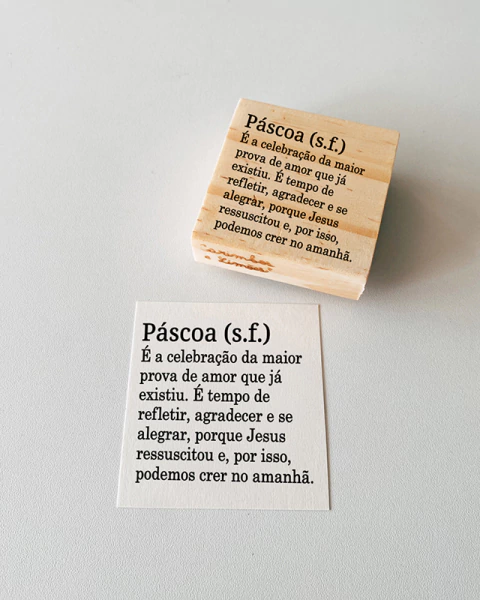 Páscoa (s.f.)
É a celebração da maior
prova de amor que já
existiu. É tempo de
refletir, agradecer e se
alegrar, porque Jesus
ressuscitou e, por isso,
podemos crer no amanhã.
Carimba
e Zimba
Páscoa (s.f.)
É a celebração da maior
prova de amor que já
existiu. É tempo de
refletir, agradecer e se
alegrar, porque Jesus
ressuscitou e, por isso,
podemos crer no amanhã.